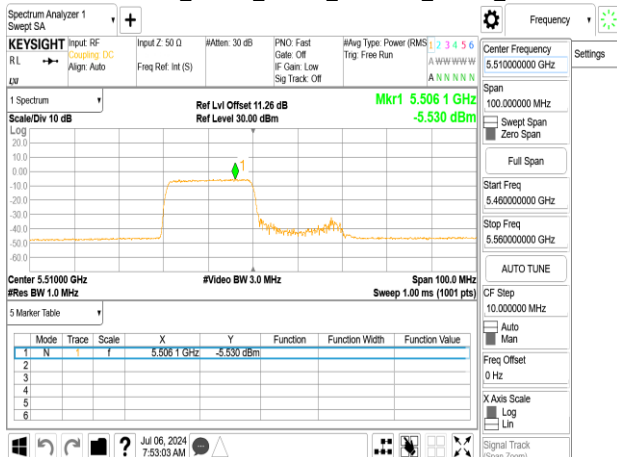 Spectrum Analyzer 1
Swept SA
Frequency
KEYSIGHT
RL
Input: RF
Coupling: DC
Align: Auto
Input Z: 50 Ω
Freq Ref: Int (S)
#Atten: 30 dB
PNO: Fast
Gate: Off
IF Gain: Low
Sig Track: Off
#Avg Type: Power (RMS
Trig: Free Run
1 2 3 4 5 6
A W W W W W
A N N N N N
1 Spectrum
Scale/Div 10 dB
Ref Lvl Offset 11.26 dB
Ref Level 30.00 dBm
Mkr1 5.506 1 GHz
-5.530 dBm
Log
20.0
10.0
0.00
-10.0
-20.0
-30.0
-40.0
-50.0
-60.0
1
Center 5.51000 GHz
#Res BW 1.0 MHz
#Video BW 3.0 MHz
Span 100.0 MHz
Sweep 1.00 ms (1001 pts)
5 Marker Table
Mode Trace Scale X Y Function Function Width Function Value
1 N 1 f 5.506 1 GHz -5.530 dBm
2
3
4
5
6
Jul 06, 2024
7:53:03 AM
Center Frequency
5.510000000 GHz
Settings
Span
100.000000 MHz
Swept Span
Zero Span
Full Span
Start Freq
5.460000000 GHz
Stop Freq
5.560000000 GHz
AUTO TUNE
CF Step
10.000000 MHz
Auto
Man
Freq Offset
0 Hz
X Axis Scale
Log
Lin
Signal Track
(Span Zoom)